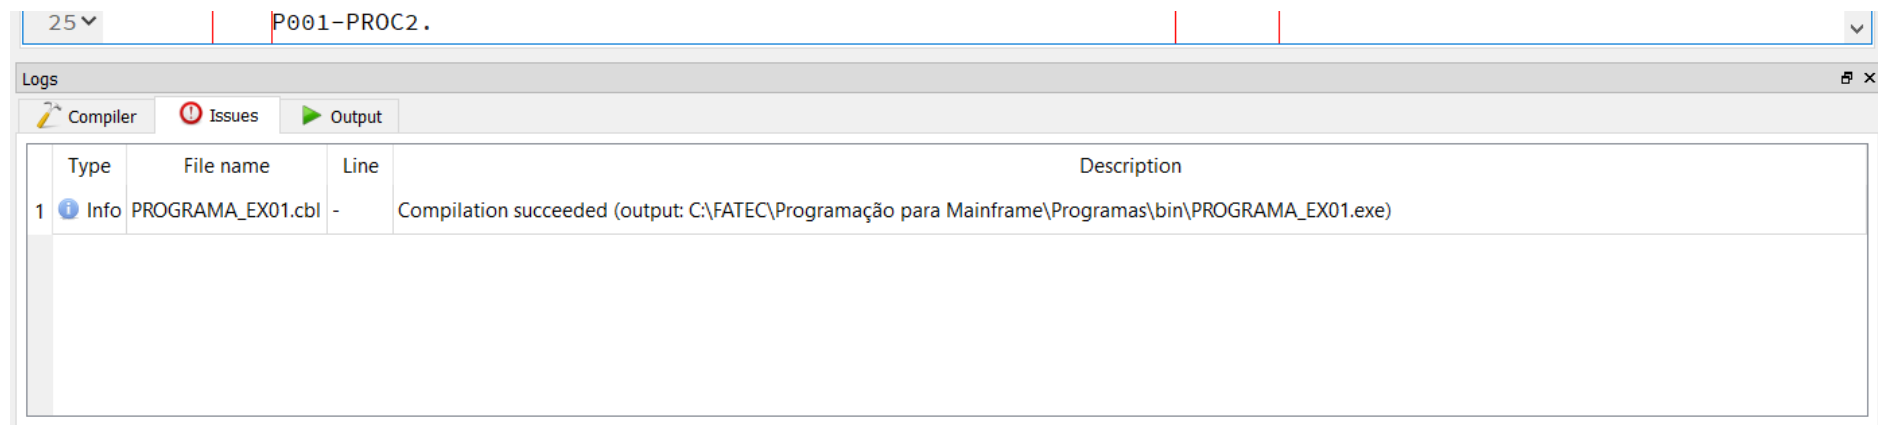 25 P001-PROC2.
Logs
Compiler Issues Output
Type File name Line Description
1 Info PROGRAMA_EX01.cbl - Compilation succeeded (output: C:\FATEC\Programação para Mainframe\Programas\bin\PROGRAMA_EX01.exe)